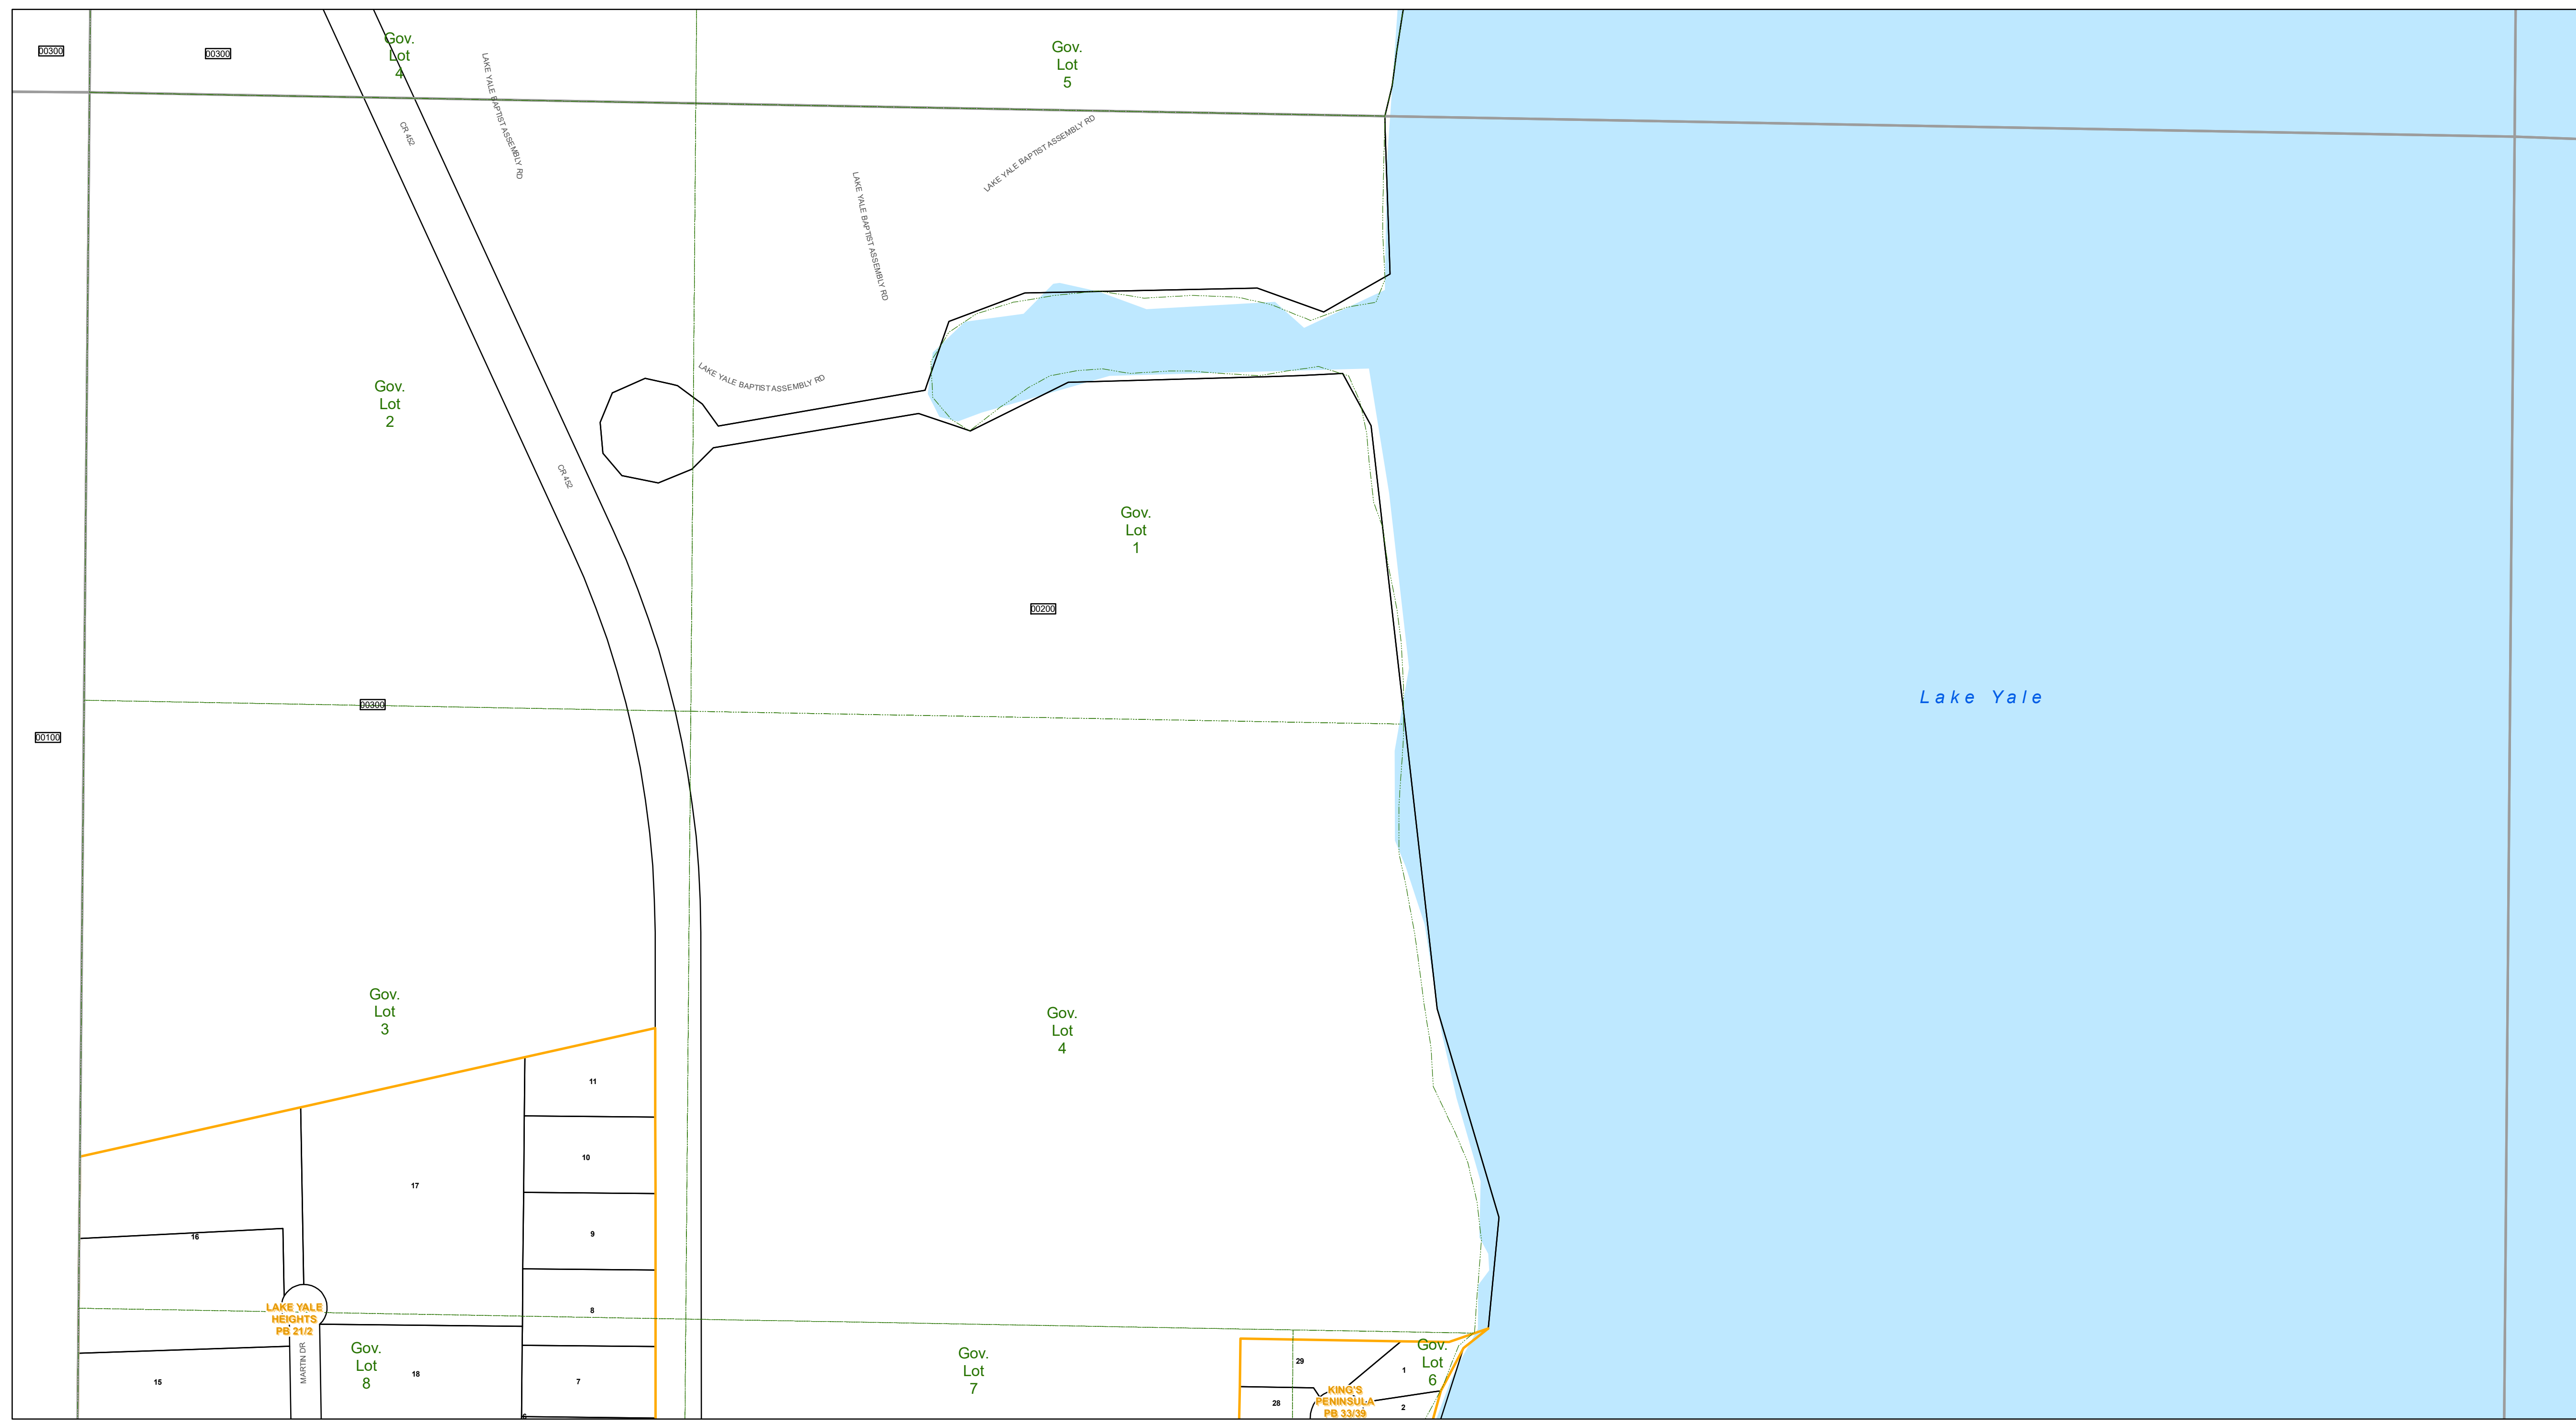 00300
00300
Gov.
Lot
4
LAKE YALE BAPTIST ASSEMBLY RD
Gov.
Lot
5
CR 452
LAKE YALE BAPTIST ASSEMBLY RD
LAKE YALE BAPTIST ASSEMBLY RD
LAKE YALE BAPTIST ASSEMBLY RD
Gov.
Lot
2
CR 452
Gov.
Lot
1
00200
00300
Lake Yale
00100
Gov.
Lot
3
Gov.
Lot
4
11
10
17
9
16
8
LAKE YALE
HEIGHTS
PB 21/2
MARTIN DR
Gov.
Lot
8
15
18
7
6
Gov.
Lot
7
29
28
1
2
Gov.
Lot
6
KING'S
PENINSULA
PB 33/39